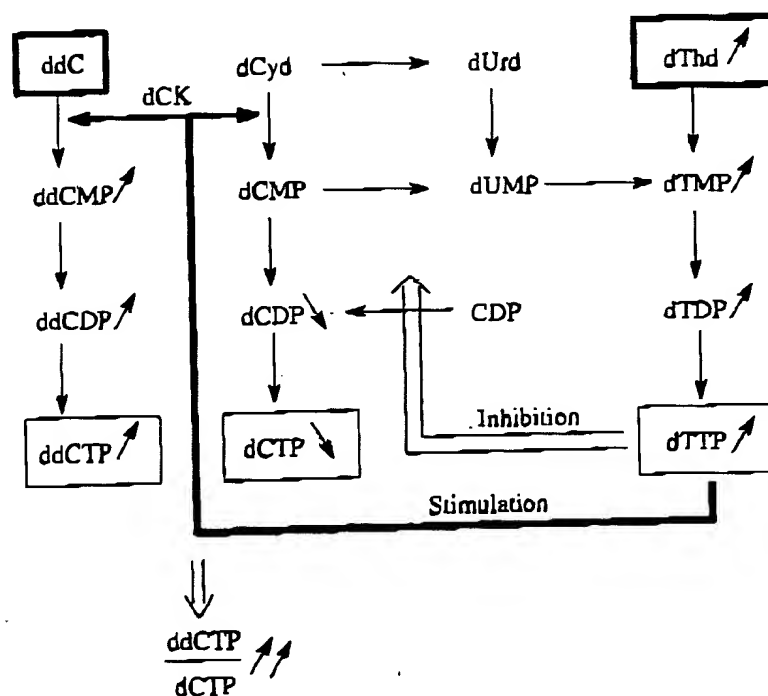 ddC dCyd dUrd dThd
dCK
ddCMP dCMP dUMP dTMP
ddCDP dCDP CDP dTDP
Inhibition
ddCTP dCTP dTTP
Stimulation
ddCTP
dCTP